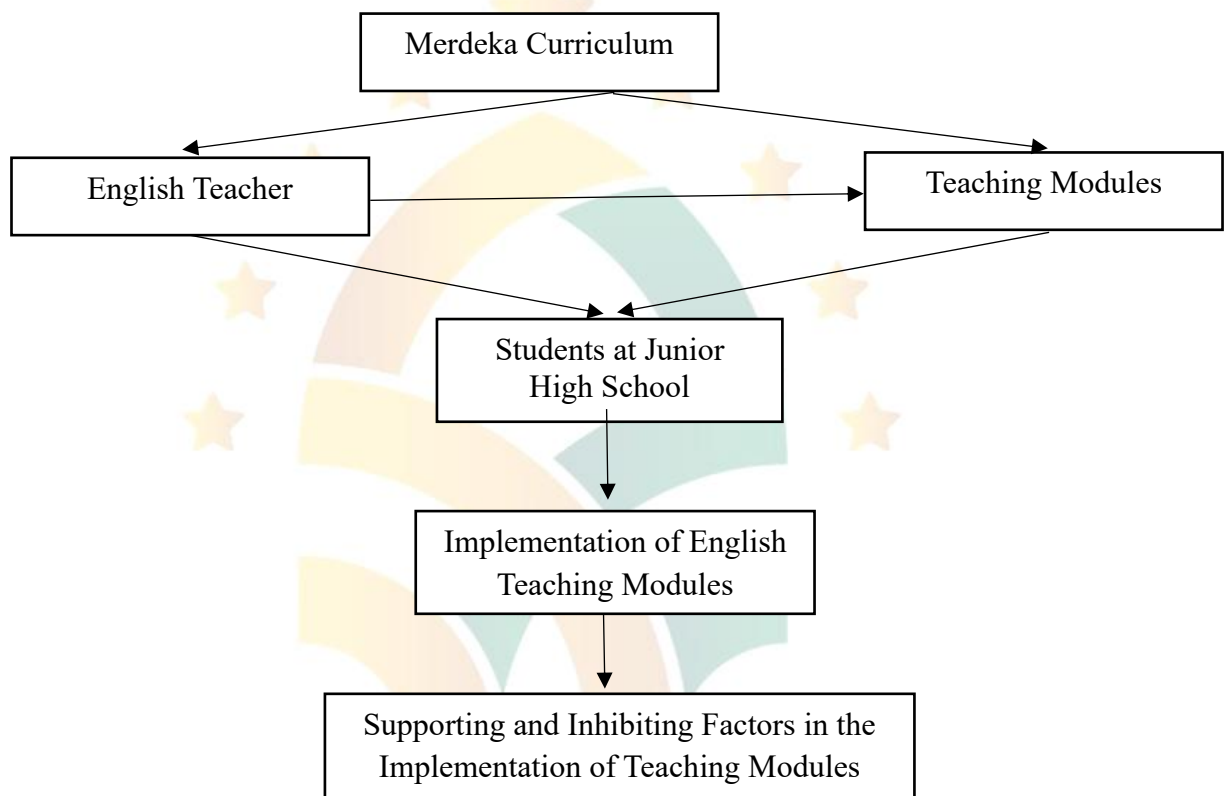 Merdeka Curriculum
English Teacher
Teaching Modules
Students at Junior
High School
Implementation of English
Teaching Modules
Supporting and Inhibiting Factors in the
Implementation of Teaching Modules